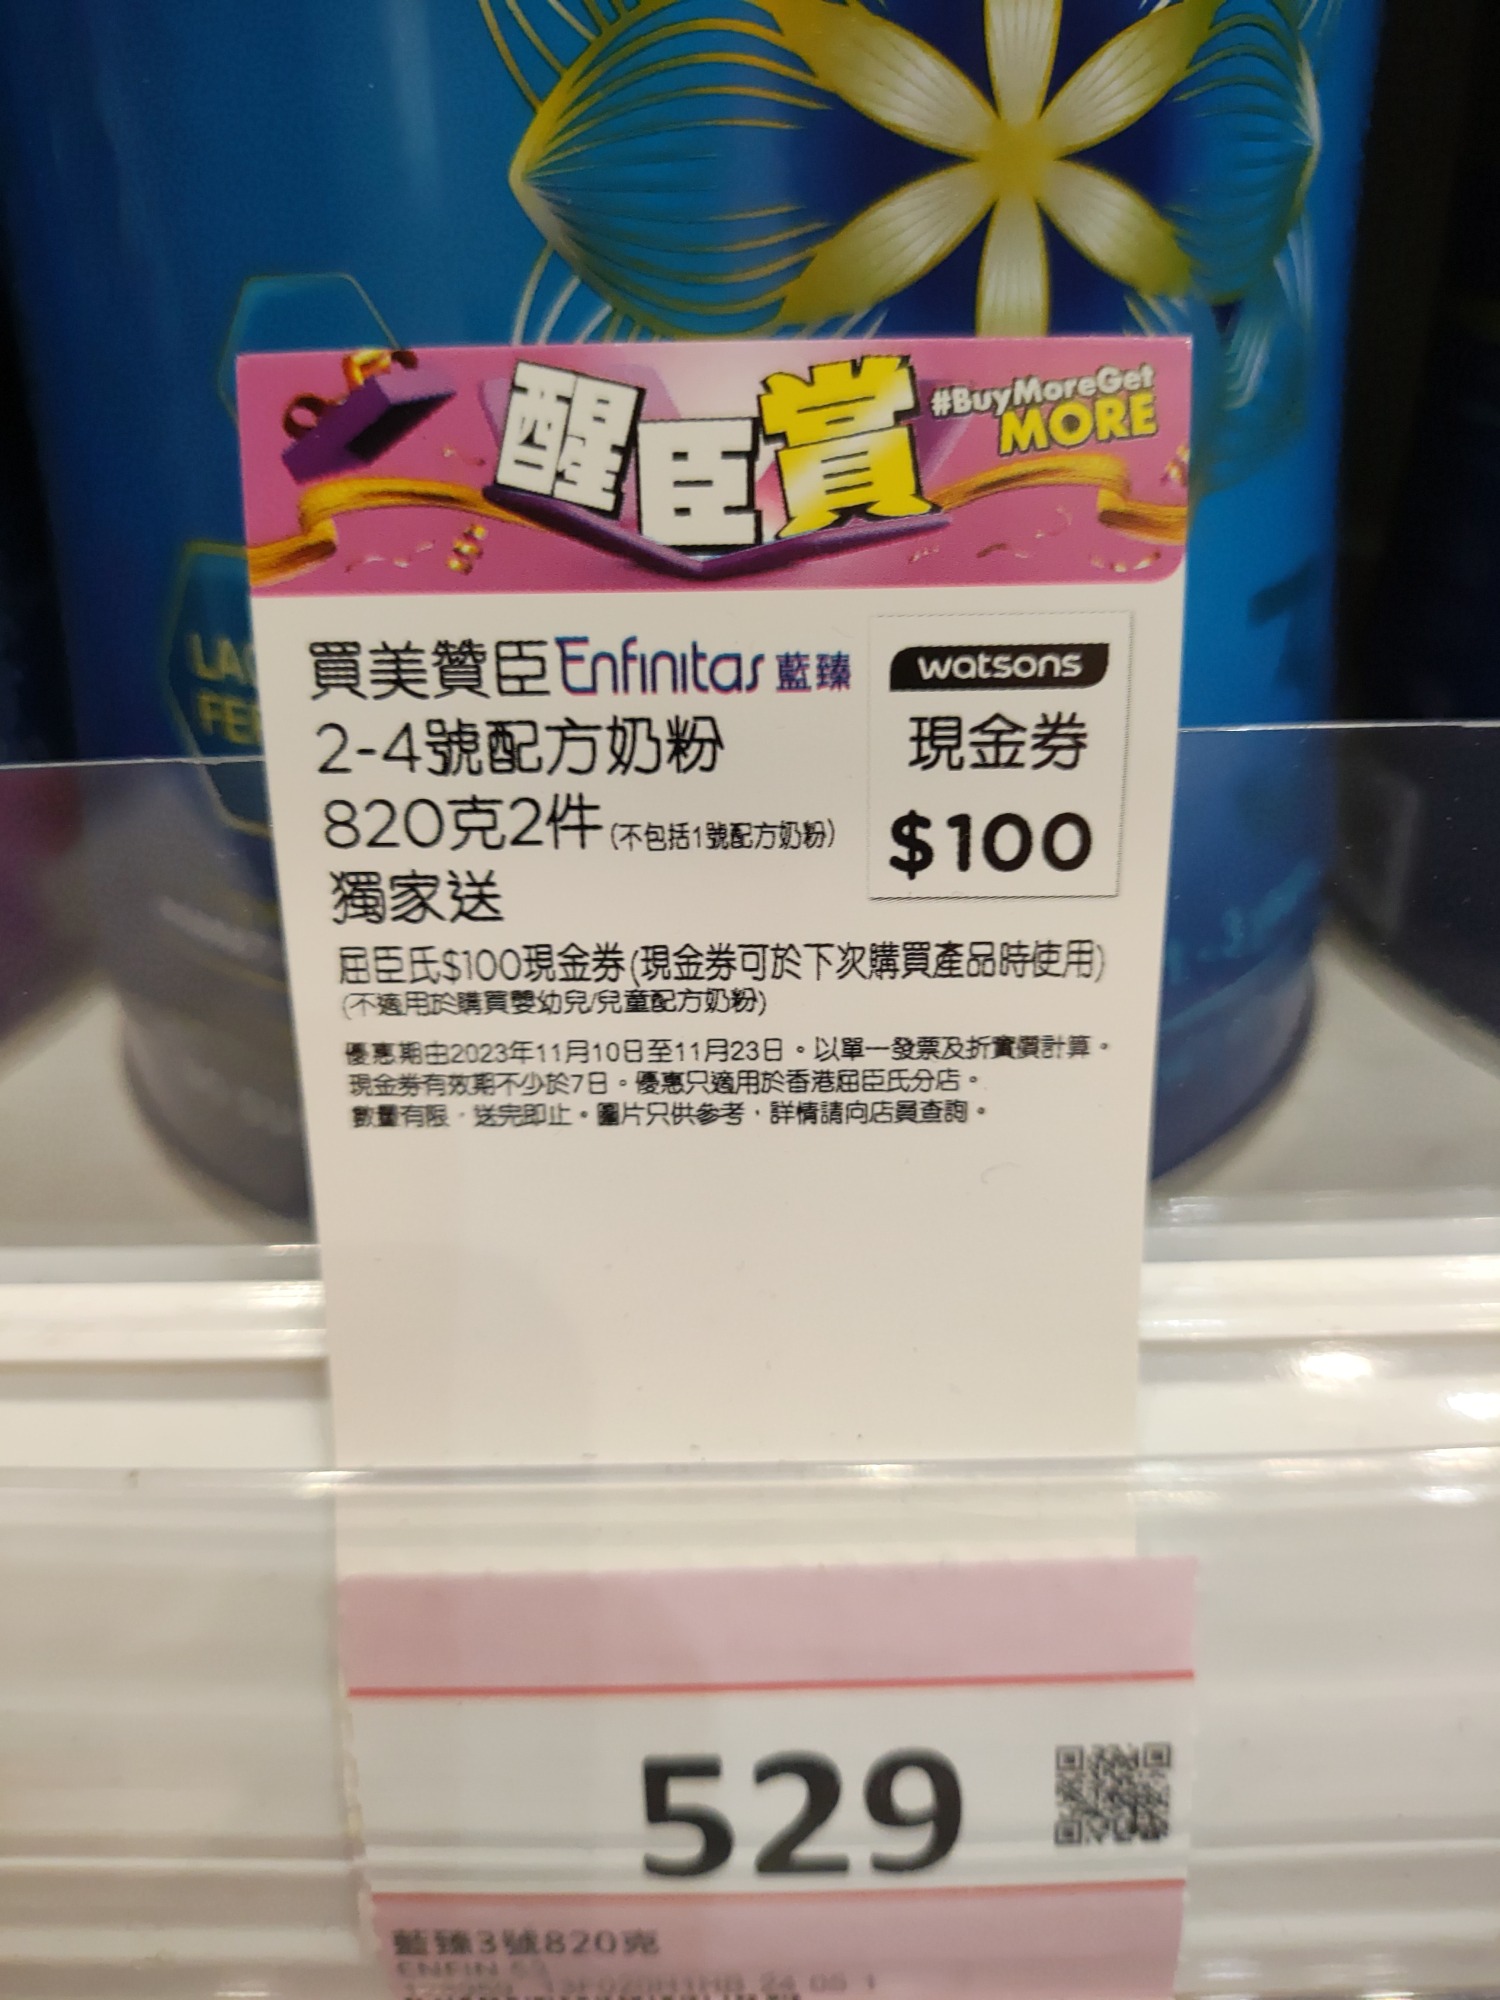 醒臣賞
#BuyMoreGet
MORE
買美贊臣Enfinitas藍臻
2-4號配方奶粉
820克2件(不包括1號配方奶粉)
獨家送
watsons
現金券
$100
屈臣氏$100現金券(現金券可於下次購買產品時使用)
(不適用於購買嬰幼兒/兒童配方奶粉)
優惠期由2023年11月10日至11月23日。以單一發票及折實價計算。
現金券有效期不少於7日。優惠只適用於香港屈臣氏分店。
數量有限，送完即止。圖片只供參考，詳情請向店員查詢。
529
藍臻3號820克
ENFIN